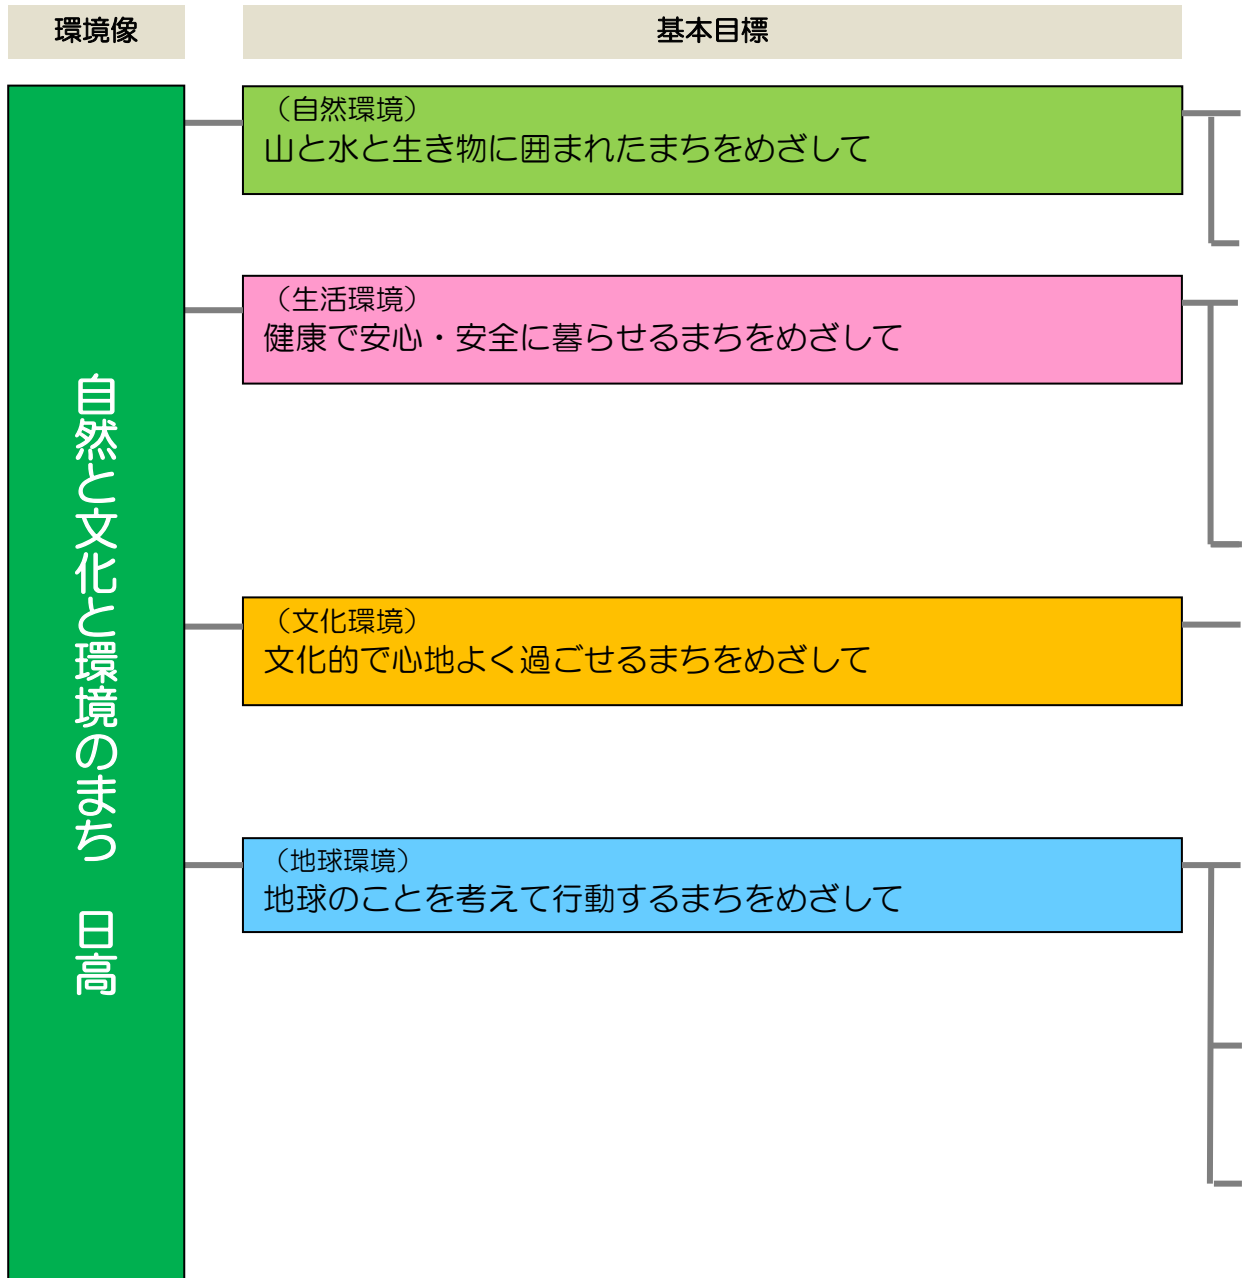 環境像
基本目標
自然と文化と環境のまち　日高
（自然環境）
山と水と生き物に囲まれたまちをめざして
（生活環境）
健康で安心・安全に暮らせるまちをめざして
（文化環境）
文化的で心地よく過ごせるまちをめざして
（地球環境）
地球のことを考えて行動するまちをめざして